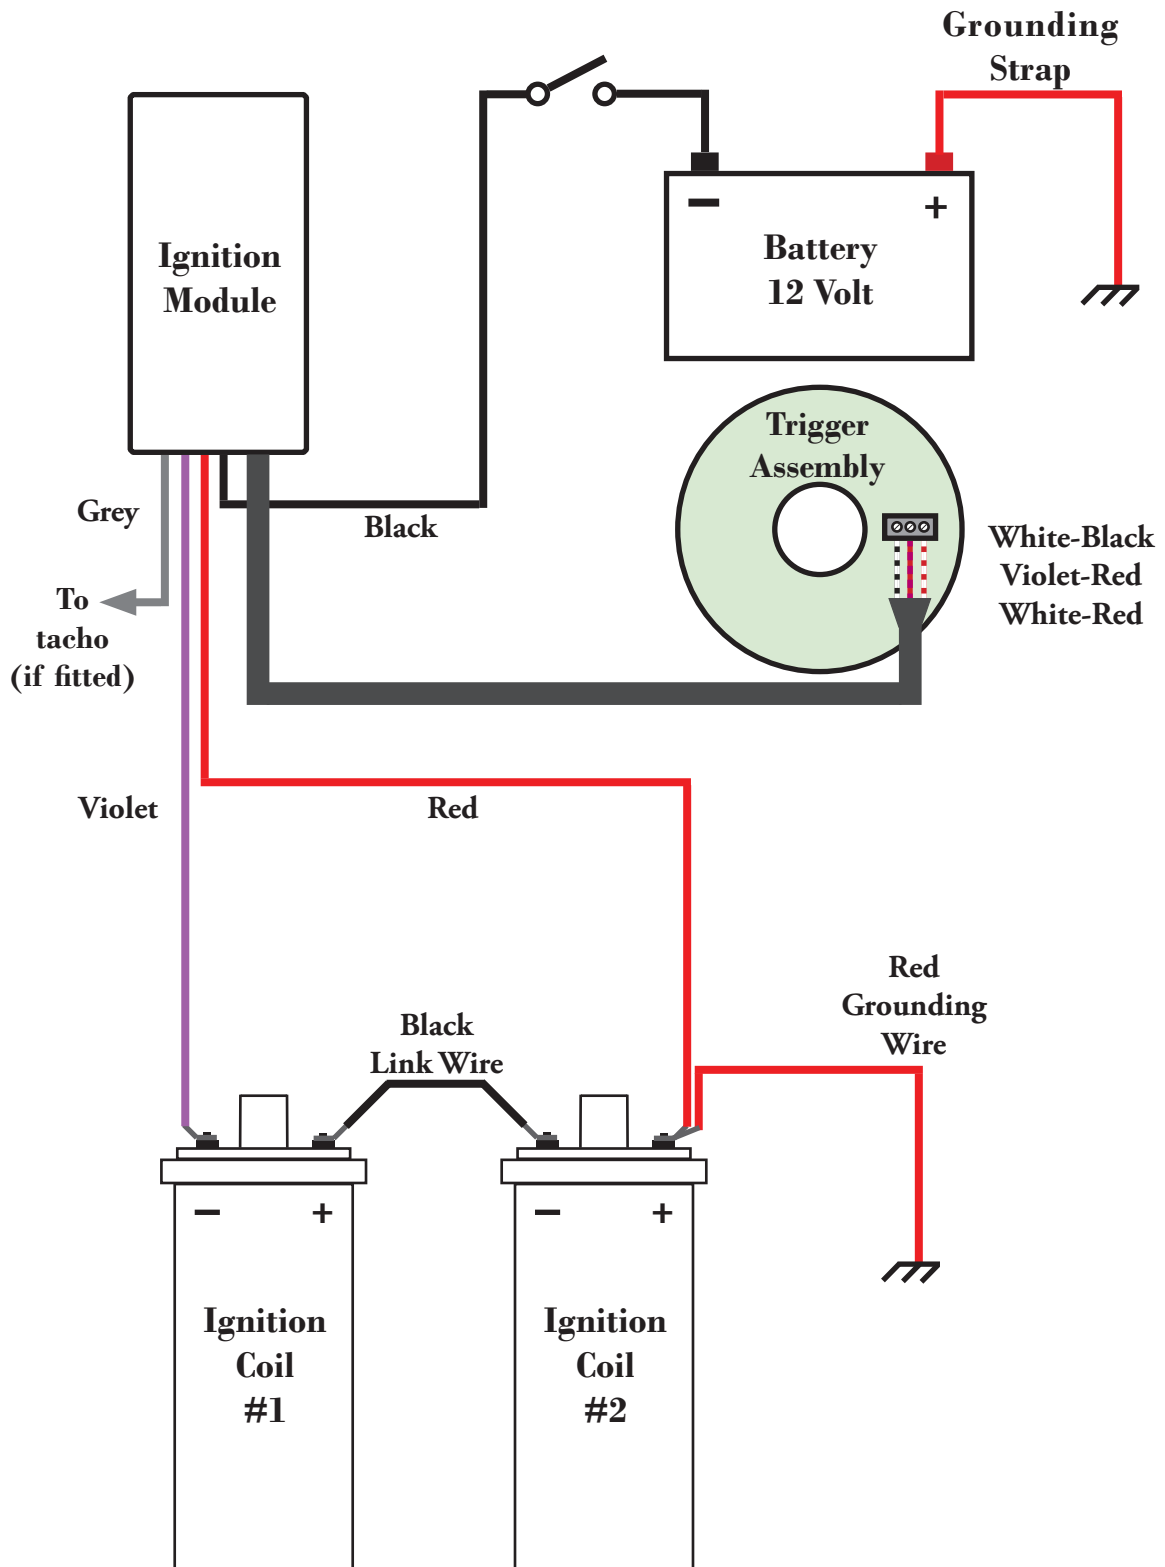 Grounding
Strap
Ignition
Module
−
+
Battery
12 Volt
Trigger
Assembly
Grey
Black
White-Black
Violet-Red
White-Red
To
tacho
(if fitted)
Violet
Red
Red
Grounding
Wire
Black
Link Wire
− +
− +
Ignition
Coil
#1
Ignition
Coil
#2